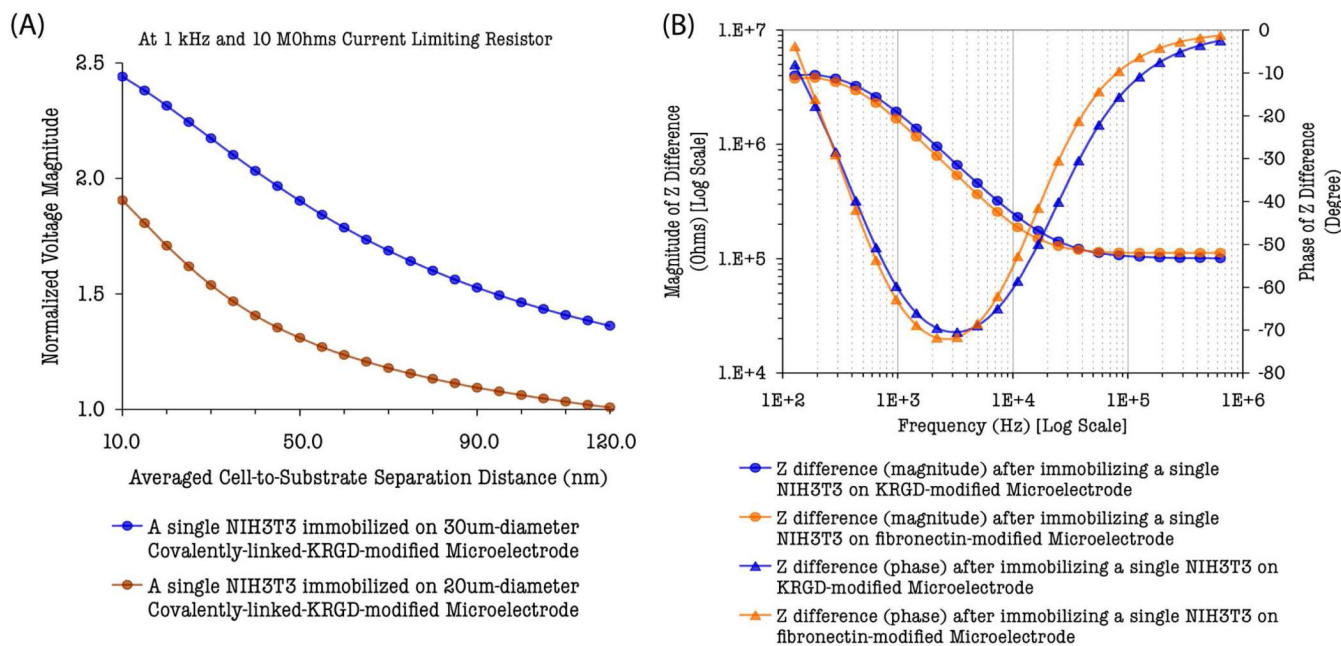 (A)
At 1 kHz and 10 MOhms Current Limiting Resistor
2.5
2.0
1.5
1.0
Normalized Voltage Magnitude
10.0
50.0
90.0
120.0
Averaged Cell-to-Substrate Separation Distance (nm)
A single NIH3T3 immobilized on 30um-diameter
Covalently-linked-KRGD-modified Microelectrode
A single NIH3T3 immobilized on 20um-diameter
Covalently-linked-KRGD-modified Microelectrode
(B)
1.E+7
1.E+6
1.E+5
1.E+4
Magnitude of Z Difference
(Ohms) [Log Scale]
0
-10
-20
-30
-40
-50
-60
-70
-80
Phase of Z Difference
(Degree)
1E+2
1E+3
1E+4
1E+5
1E+6
Frequency (Hz) [Log Scale]
Z difference (magnitude) after immobilizing a single
NIH3T3 on KRGD-modified Microelectrode
Z difference (magnitude) after immobilizing a single
NIH3T3 on fibronectin-modified Microelectrode
Z difference (phase) after immobilizing a single NIH3T3 on
KRGD-modified Microelectrode
Z difference (phase) after immobilizing a single NIH3T3 on
fibronectin-modified Microelectrode